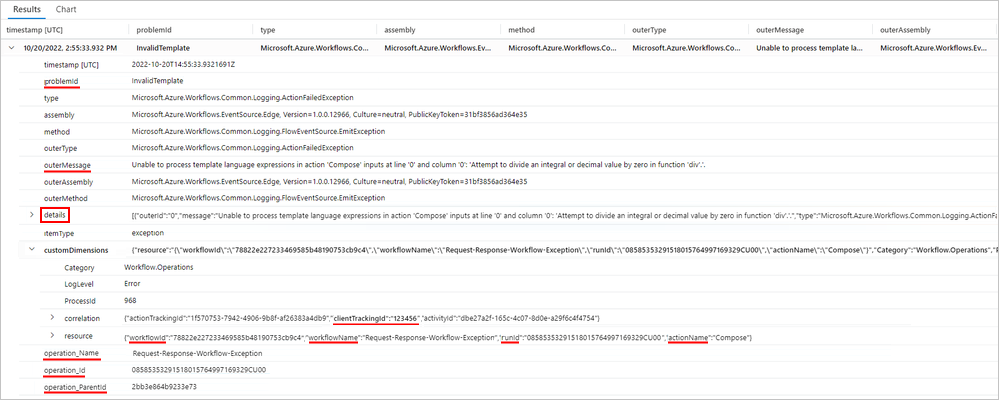 Results Chart
timestamp [UTC] problemId type assembly method outerType outerMessage outerAssembly
10/20/2022, 2:55:33.932 PM InvalidTemplate Microsoft.Azure.Workflows.Co... Microsoft.Azure.Workflows.Ev... Microsoft.Azure.Workflows.Co... Microsoft.Azure.Workflows.Co... Unable to process template la... Microsoft.Azure.Workflows.Ev...
timestamp [UTC] 2022-10-20T14:55:33.9321691Z
problemId InvalidTemplate
type Microsoft.Azure.Workflows.Common.Logging.ActionFailedException
assembly Microsoft.Azure.Workflows.EventSource.Edge, Version=1.0.0.12966, Culture=neutral, PublicKeyToken=31bf3856ad364e35
method Microsoft.Azure.Workflows.Common.Logging.FlowEventSource.EmitException
outerType Microsoft.Azure.Workflows.Common.Logging.ActionFailedException
outerMessage Unable to process template language expressions in action 'Compose' inputs at line '0' and column '0': 'Attempt to divide an integral or decimal value by zero in function 'div'.'.
outerAssembly Microsoft.Azure.Workflows.EventSource.Edge, Version=1.0.0.12966, Culture=neutral, PublicKeyToken=31bf3856ad364e35
outerMethod Microsoft.Azure.Workflows.Common.Logging.FlowEventSource.EmitException
details [{"outerId":"0","message":"Unable to process template language expressions in action 'Compose' inputs at line '0' and column '0': 'Attempt to divide an integral or decimal value by zero in function 'div'.'.","type":"Microsoft.Azure.Workflows.Common.Logging.ActionFa
itemType exception
customDimensions {"resource":"{\"workflowId\":\"78822e227233469585b48190753cb9c4\",\"workflowName\":\"Request-Response-Workflow-Exception\",\"runId\":\"08585353291518015764997169329CU00\",\"actionName\":\"Compose\"}","Category":"Workflow.Operations","P
Category Workflow.Operations
LogLevel Error
ProcessId 968
correlation {"actionTrackingId":"1f570753-7942-4906-9b8f-af26383a4db9","clientTrackingId":"123456","activityId":"dbe27a2f-165c-4c07-8d0e-a29f6c4f4754"}
resource {"workflowId":"78822e227233469585b48190753cb9c4","workflowName":"Request-Response-Workflow-Exception","runId":"08585353291518015764997169329CU00","actionName":"Compose"}
operation_Name Request-Response-Workflow-Exception
operation_Id 08585353291518015764997169329CU00
operation_ParentId 2bb3e864b9233e73